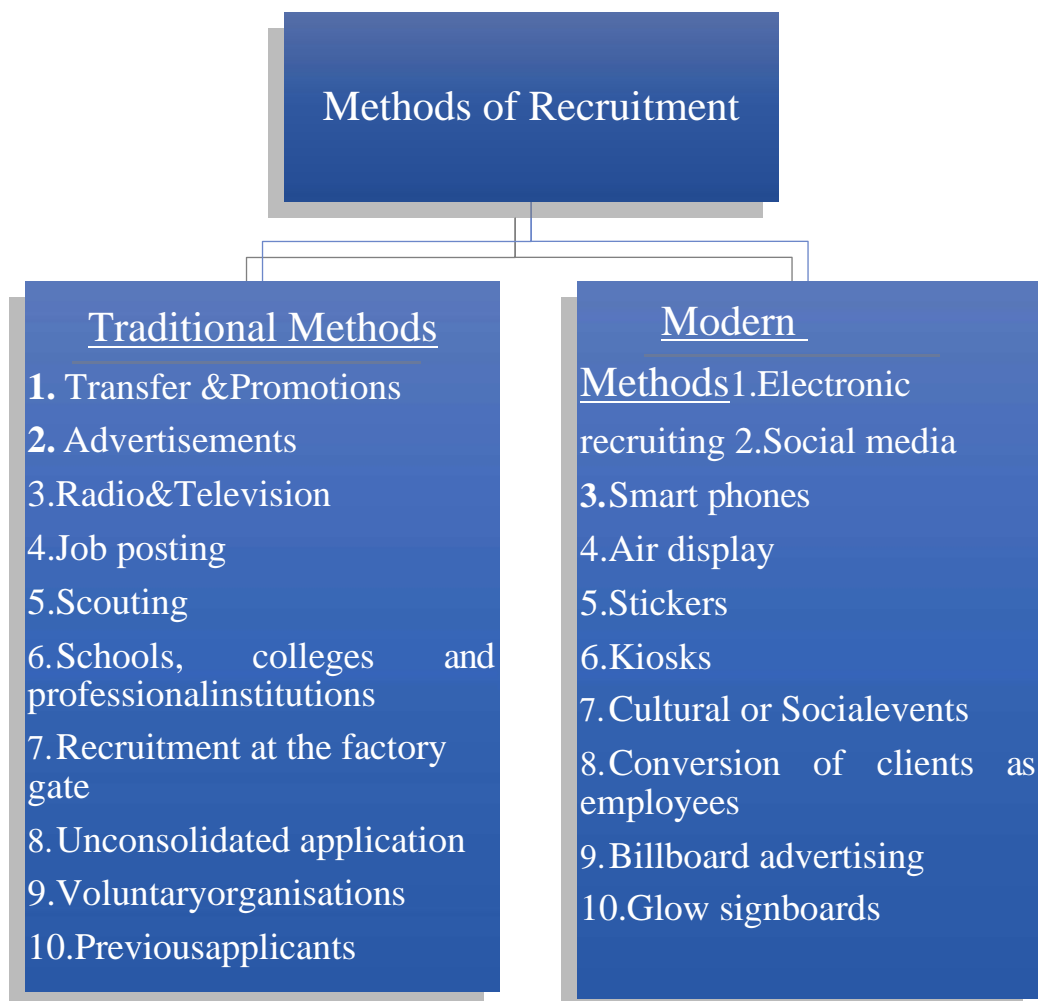 Methods of Recruitment
Traditional Methods
1. Transfer &Promotions
2. Advertisements
3.Radio&Television
4.Job posting
5.Scouting
6.Schools, colleges and
professionalinstitutions
7.Recruitment at the factory
gate
8.Unconsolidated application
9.Voluntaryorganisations
10.Previousapplicants
Modern
Methods1.Electronic
recruiting 2.Social media
3.Smart phones
4.Air display
5.Stickers
6.Kiosks
7.Cultural or Socialevents
8.Conversion of clients as
employees
9.Billboard advertising
10.Glow signboards